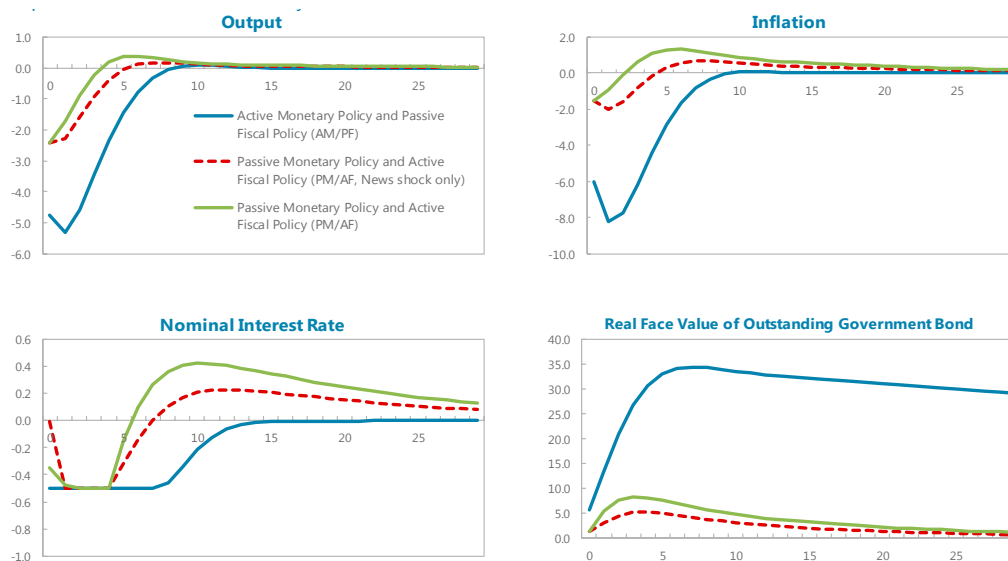 Output
1.0
0.0
-1.0
-2.0
-3.0
-4.0
-5.0
-6.0
0 5 10 15 20 25
Active Monetary Policy and Passive
Fiscal Policy (AM/PF)
Passive Monetary Policy and Active
Fiscal Policy (PM/AF, News shock only)
Passive Monetary Policy and Active
Fiscal Policy (PM/AF)
Inflation
2.0
0.0
-2.0
-4.0
-6.0
-8.0
-10.0
0 5 10 15 20 25
Nominal Interest Rate
0.6
0.4
0.2
0.0
-0.2
-0.4
-0.6
-0.8
-1.0
0 5 10 15 20 25
Real Face Value of Outstanding Government Bond
40.0
35.0
30.0
25.0
20.0
15.0
10.0
5.0
0.0
0 5 10 15 20 25